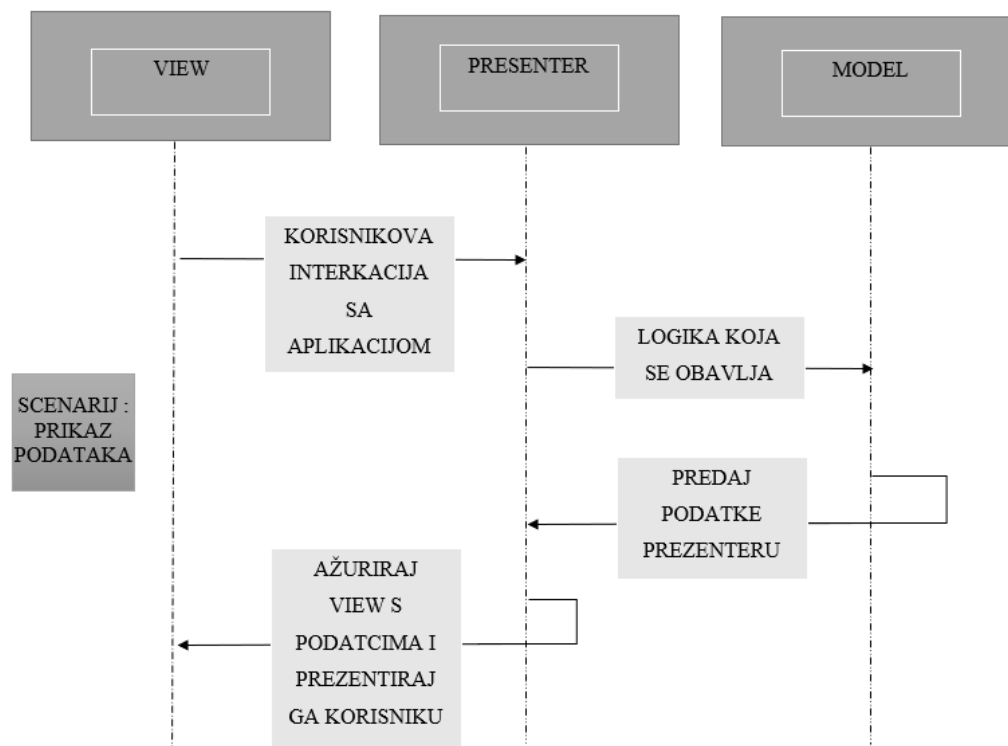 VIEW
PRESENTER
MODEL
KORISNIKOVA
INTERKACIJA
SA
APLIKACIJOM
LOGIKA KOJA
SE OBAVLJA
SCENARIJ :
PRIKAZ
PODATAKA
PREDAJ
PODATKE
PREZENTERU
AŽURIRAJ
VIEW S
PODATCIMA I
PREZENTIRAJ
GA KORISNIKU